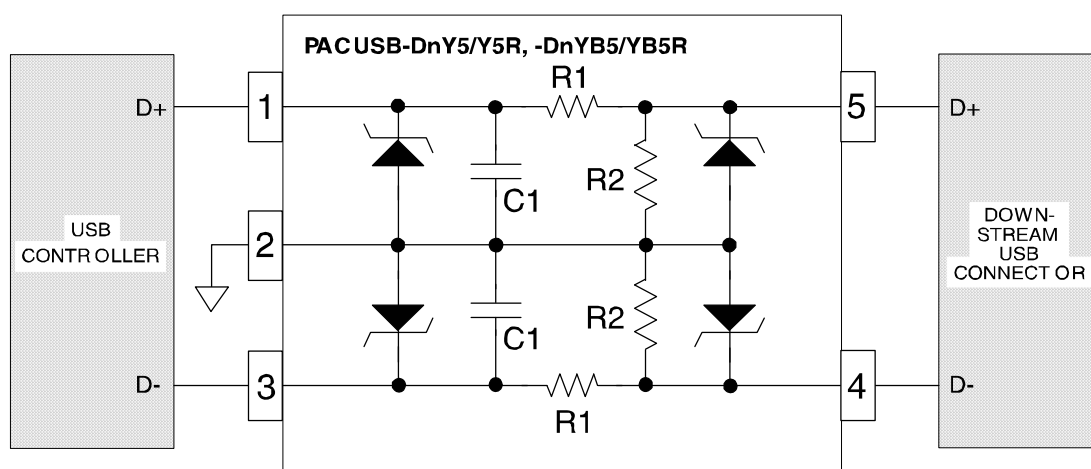 PACUSB-DnY5/Y5R, -DnYB5/YB5R
R1
D+
1
5
D+
R2
C1
USB
CONTROLLER
2
DOWN-
STREAM
USB
CONNECTOR
R2
C1
D-
3
4
D-
R1